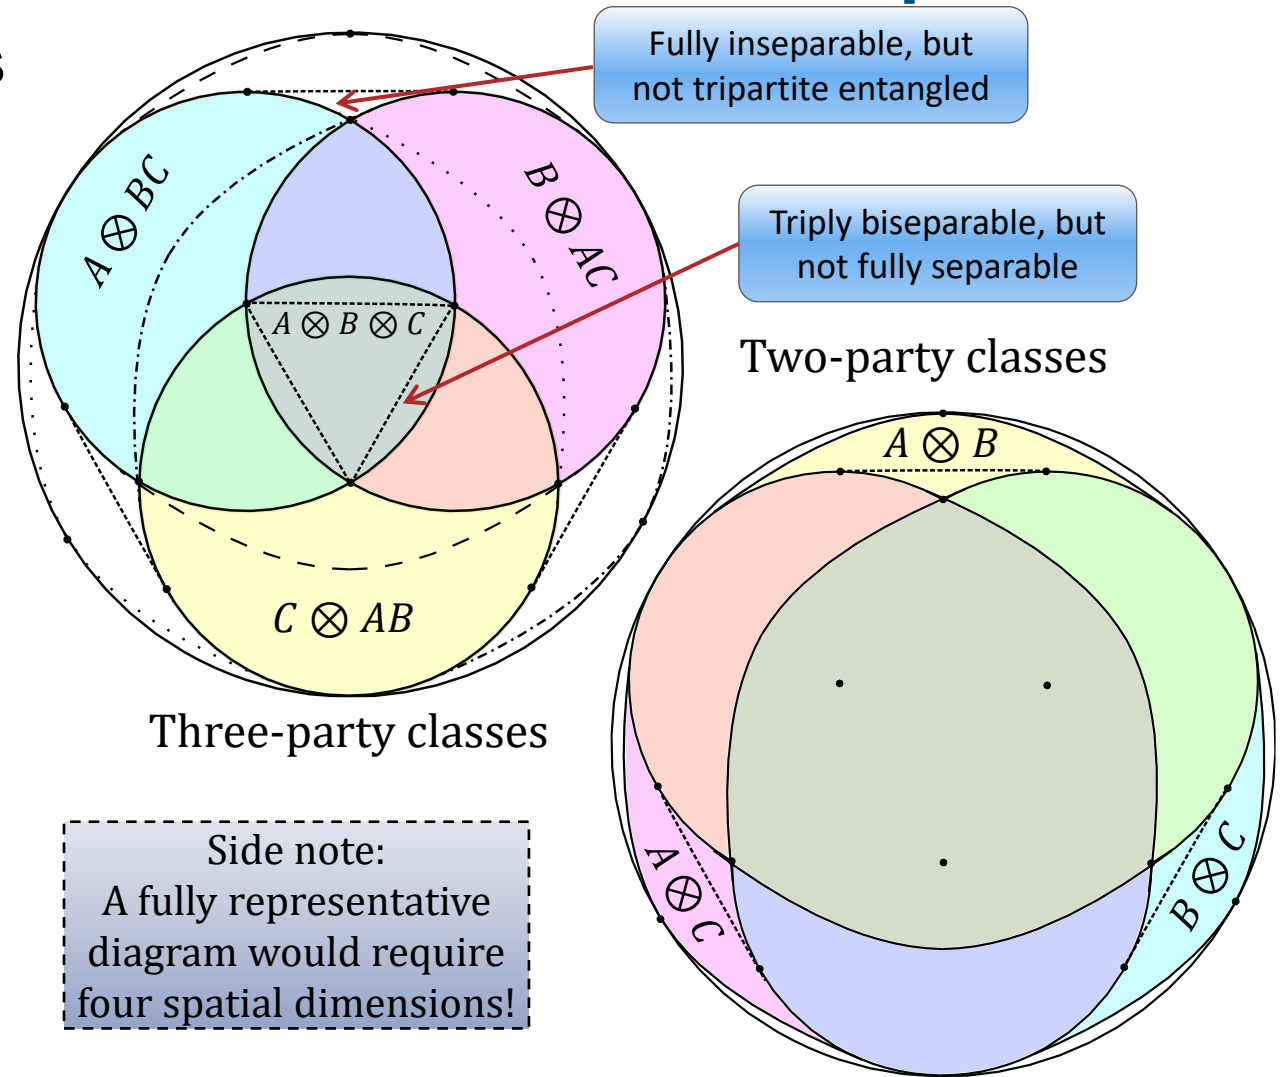 s
Fully inseparable, but
not tripartite entangled
A ⊗ BC
B ⊗ AC
Triply biseparable, but
not fully separable
A ⊗ B ⊗ C
Two-party classes
A ⊗ B
C ⊗ AB
Three-party classes
A ⊗ C
B ⊗ C
Side note:
A fully representative
diagram would require
four spatial dimensions!